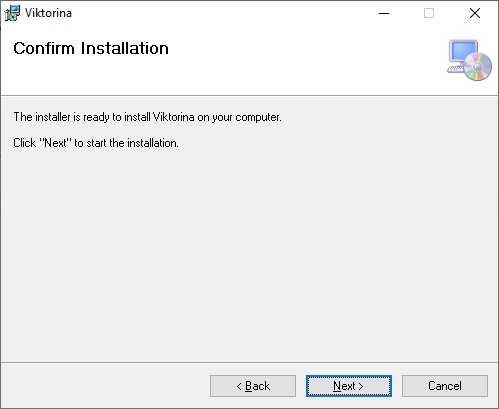 Viktorina
Confirm Installation
The installer is ready to install Viktorina on your computer.
Click "Next" to start the installation.
< Back
Next >
Cancel